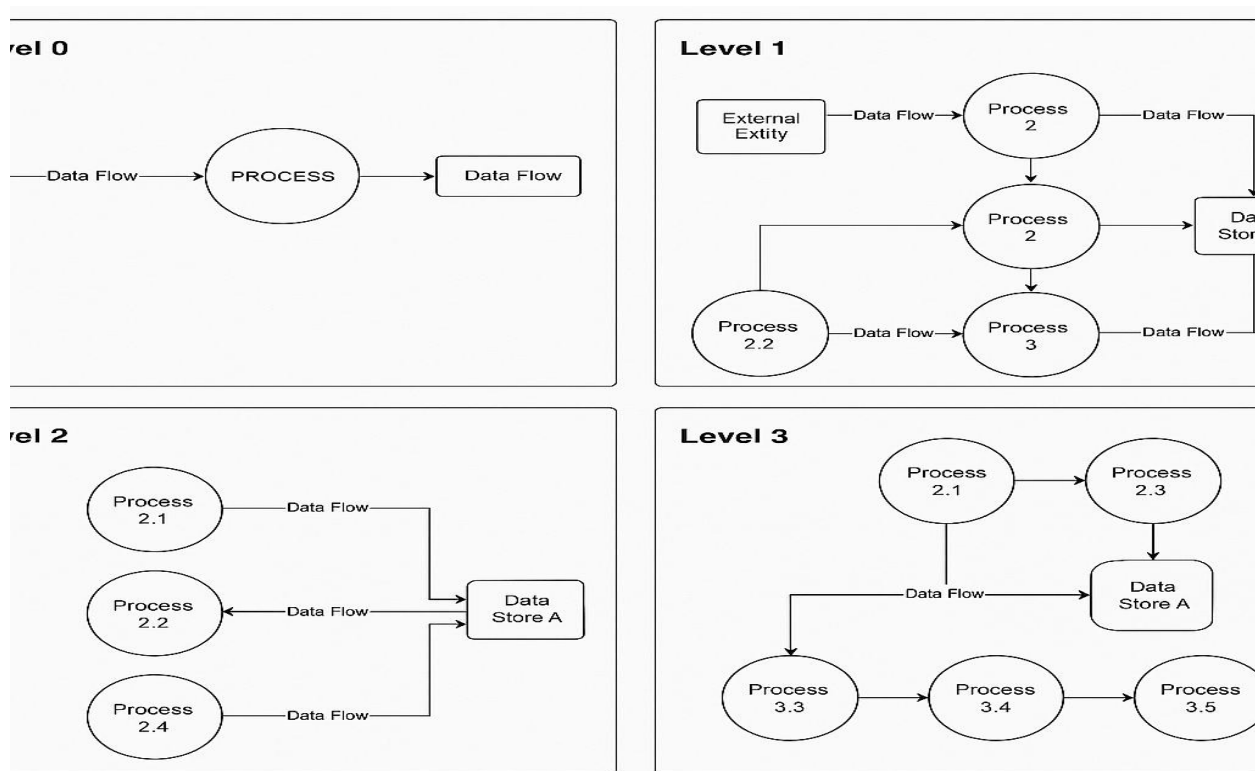 vel 0
Data Flow
PROCESS
Data Flow
Level 1
External
Extity
Data Flow
Process
2
Data Flow
Process
2
Da
Stor
Process
2.2
Data Flow
Process
3
Data Flow
vel 2
Process
2.1
Data Flow
Process
2.2
Data Flow
Data
Store A
Process
2.4
Data Flow
Level 3
Process
2.1
Process
2.3
Data Flow
Data
Store A
Process
3.3
Process
3.4
Process
3.5